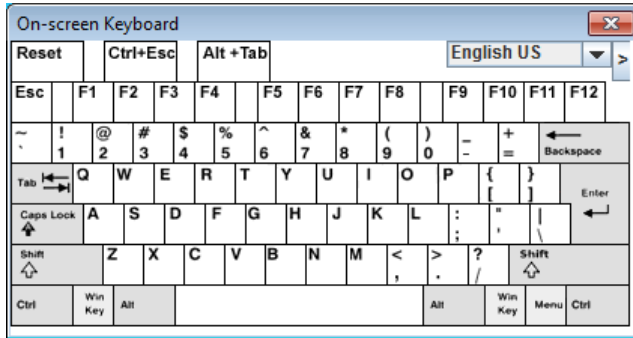 On-screen Keyboard
Reset Ctrl+Esc Alt +Tab English US >
Esc F1 F2 F3 F4 F5 F6 F7 F8 F9 F10 F11 F12
~ ! @ # $ % ^ & * ( ) _ +
` 1 2 3 4 5 6 7 8 9 0 - = Backspace
Tab Q W E R T Y U I O P { }
[ ] Enter
Caps Lock A S D F G H J K L : " |
; ' \
Shift Z X C V B N M < > ? Shift
, . /
Ctrl Win Key Alt Alt Win Key Menu Ctrl